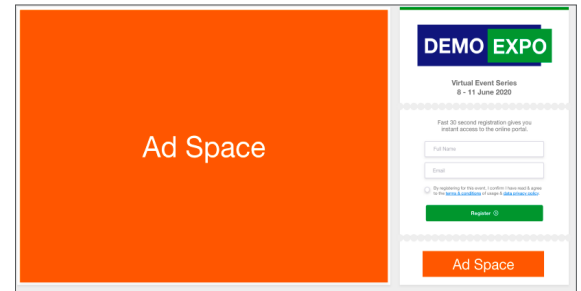 Ad Space
DEMO EXPO
Virtual Event Series
8 - 11 June 2020
Fast 30 second registration gives you
instant access to the online portal.
Full Name
Email
By registering for this event, I confirm I have read & agree
to the terms & conditions of usage & data privacy policy.
Register
Ad Space